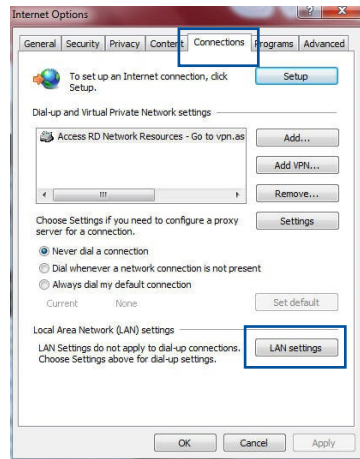 Internet Options
General Security Privacy Content Connections Programs Advanced
To set up an Internet connection, click
Setup.
Setup
Dial-up and Virtual Private Network settings
Access RD Network Resources - Go to vpn.as
Add...
Add VPN...
Remove...
Choose Settings if you need to configure a proxy
server for a connection.
Settings
Never dial a connection
Dial whenever a network connection is not present
Always dial my default connection
Current None
Set default
Local Area Network (LAN) settings
LAN Settings do not apply to dial-up connections.
Choose Settings above for dial-up settings.
LAN settings
OK Cancel Apply